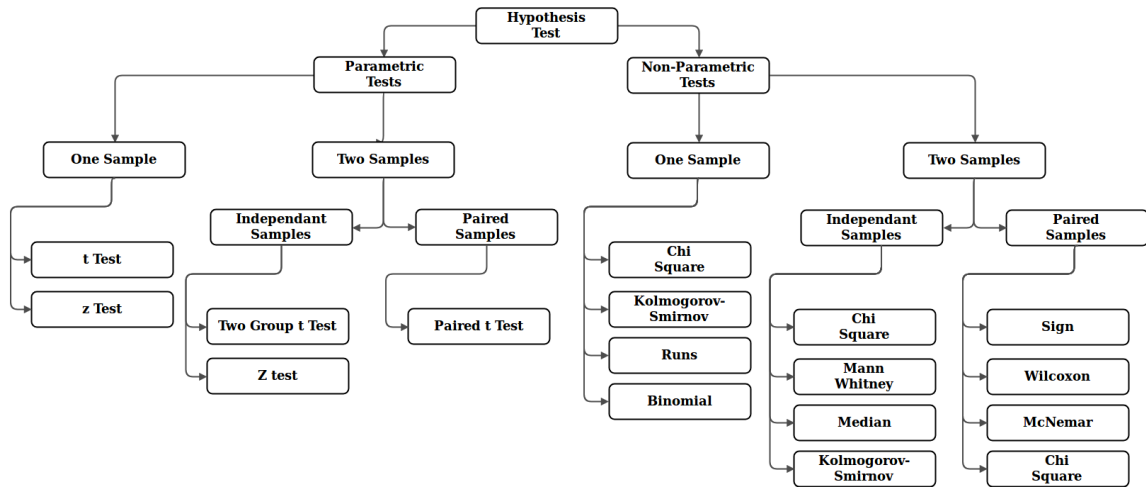 Hypothesis
Test
Parametric
Tests
Non-Parametric
Tests
One Sample
Two Samples
One Sample
Two Samples
Independant
Samples
Paired
Samples
Independant
Samples
Paired
Samples
t Test
z Test
Two Group t Test
Z test
Paired t Test
Chi
Square
Kolmogorov-
Smirnov
Runs
Binomial
Chi
Square
Mann
Whitney
Median
Kolmogorov-
Smirnov
Sign
Wilcoxon
McNemar
Chi
Square